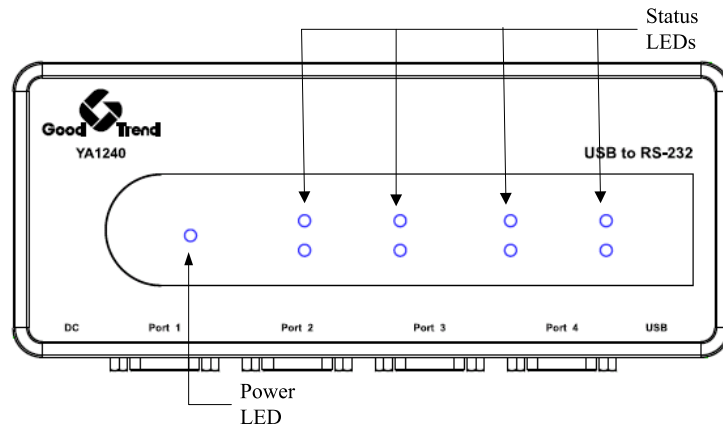 Status
LEDs
Good Trend
YA1240
USB to RS-232
DC Port 1 Port 2 Port 3 Port 4 USB
Power
LED